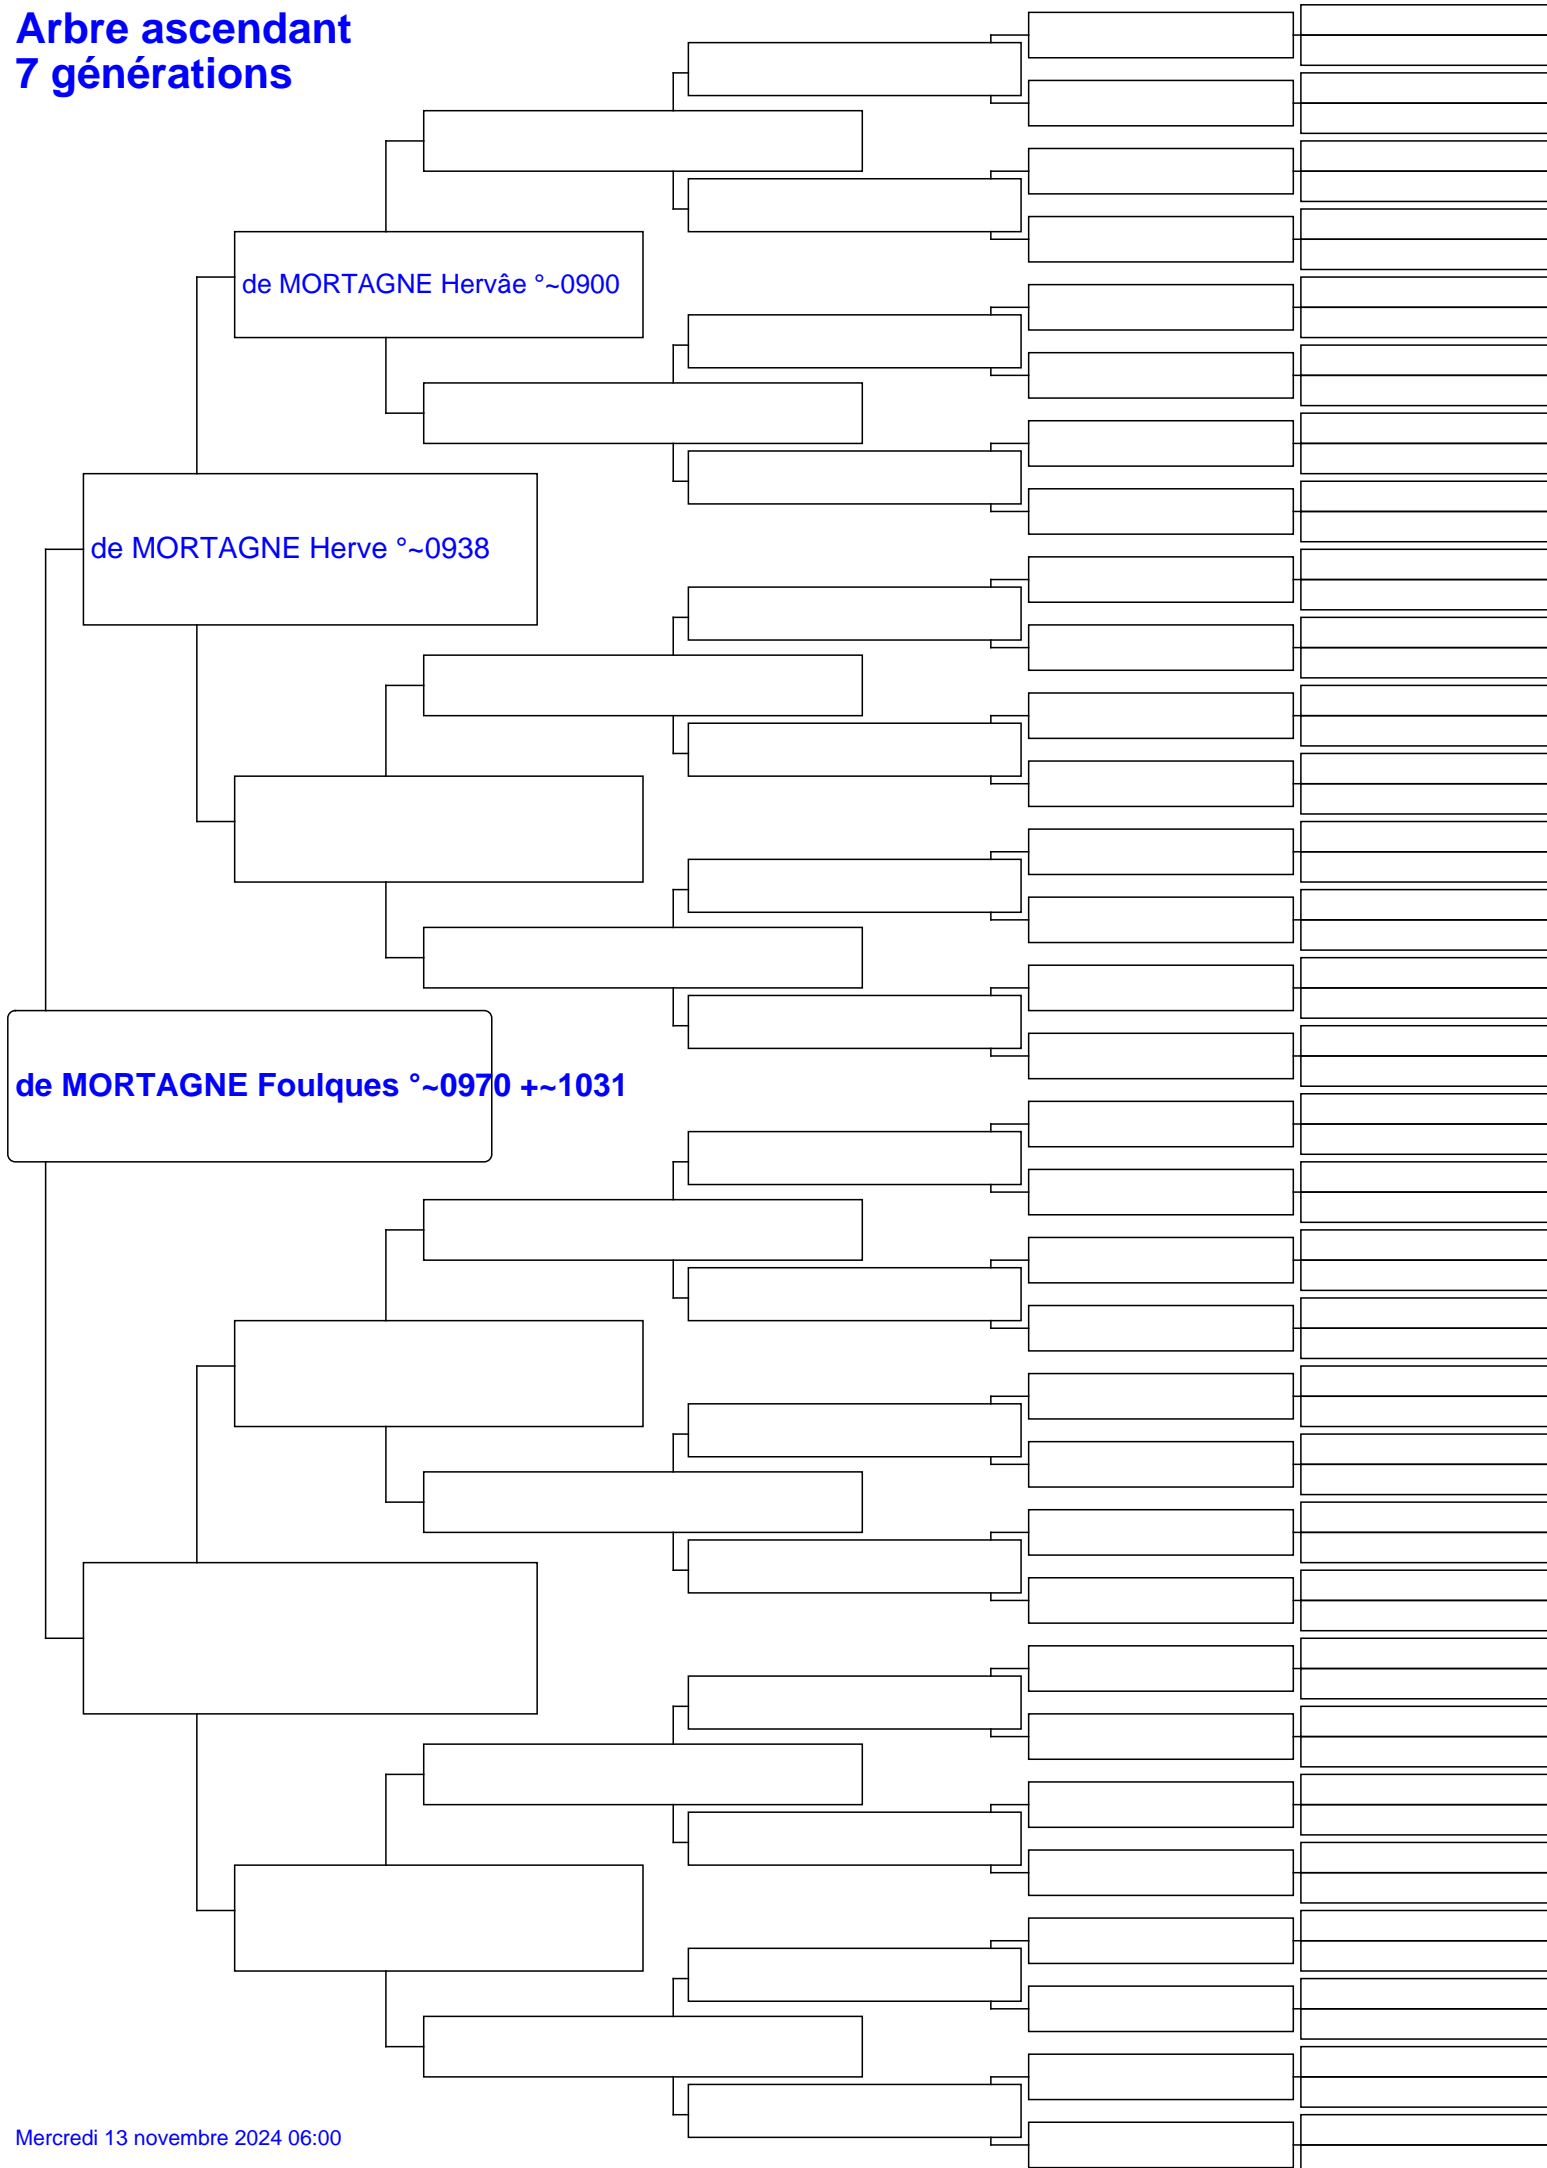 Arbre ascendant
7 générations
de MORTAGNE Hervâe °~0900
de MORTAGNE Herve °~0938
de MORTAGNE Foulques °~0970 +~1031
Mercredi 13 novembre 2024 06:00